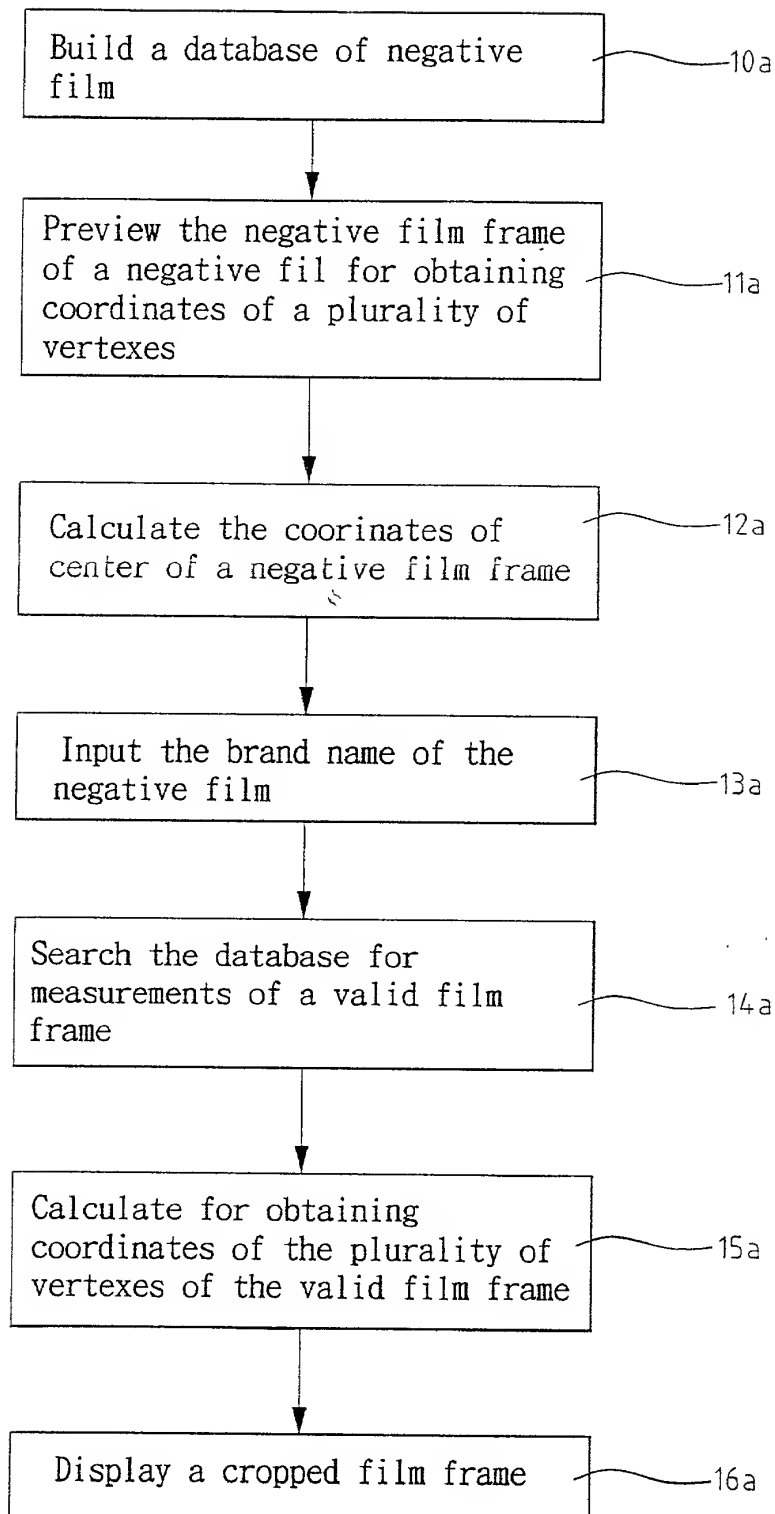 Build a database of negative
film
10a
Preview the negative film frame
of a negative fil for obtaining
coordinates of a plurality of
vertexes
11a
Calculate the coorinates of
center of a negative film frame
12a
Input the brand name of the
negative film
13a
Search the database for
measurements of a valid film
frame
14a
Calculate for obtaining
coordinates of the plurality of
vertexes of the valid film frame
15a
Display a cropped film frame
16a